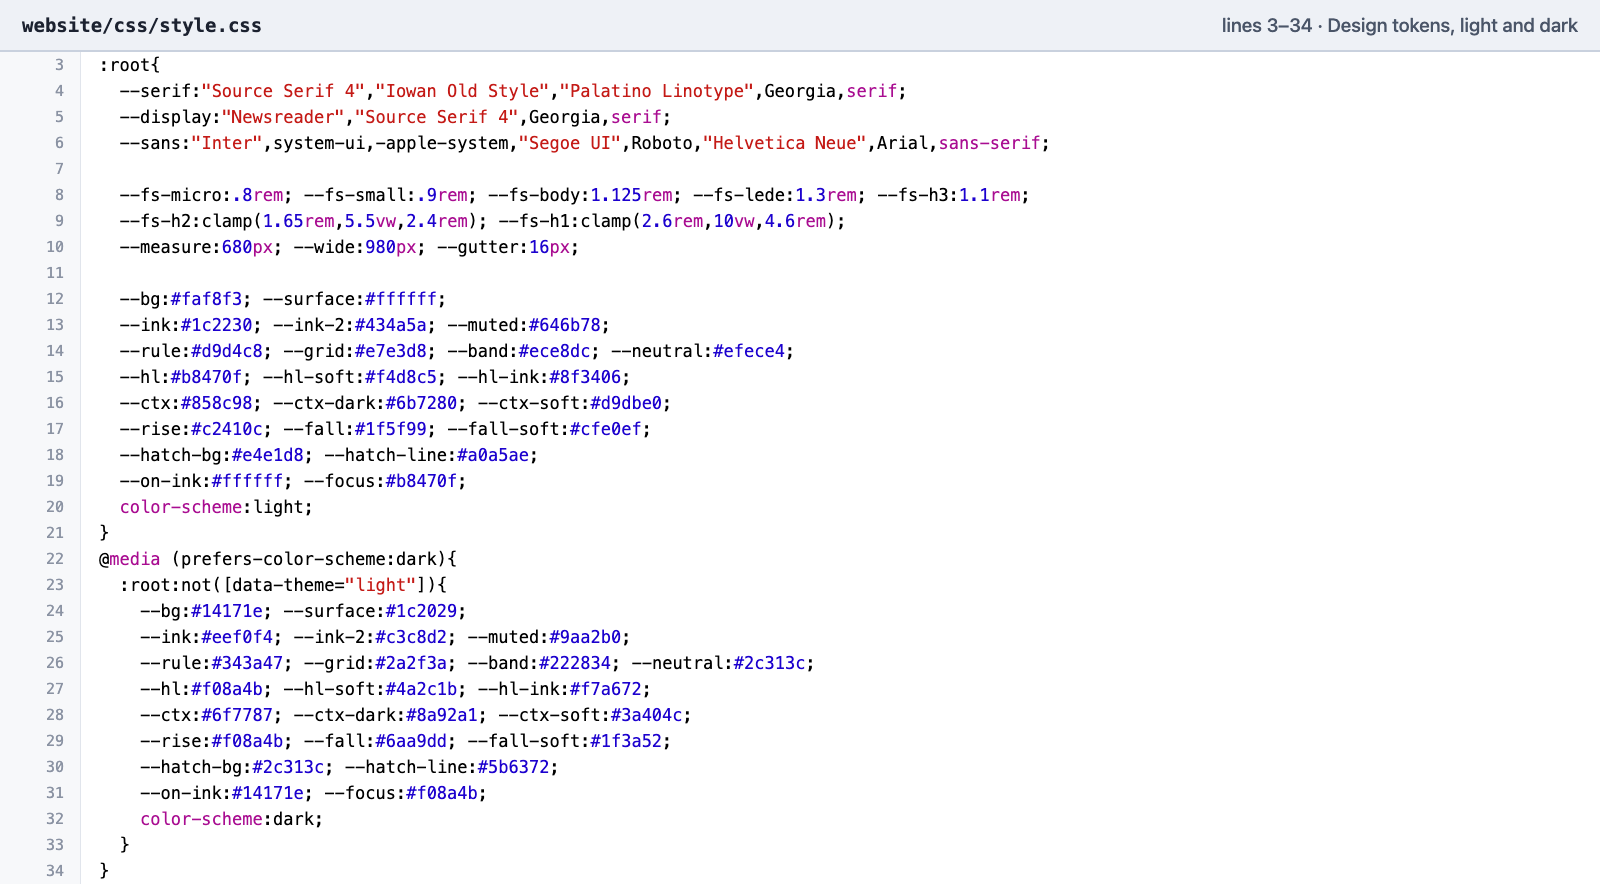 website/css/style.css
lines 3–34 · Design tokens, light and dark
3 :root{
4   --serif:"Source Serif 4","Iowan Old Style","Palatino Linotype",Georgia,serif;
5   --display:"Newsreader","Source Serif 4",Georgia,serif;
6   --sans:"Inter",system-ui,-apple-system,"Segoe UI",Roboto,"Helvetica Neue",Arial,sans-serif;
7
8   --fs-micro:.8rem; --fs-small:.9rem; --fs-body:1.125rem; --fs-lede:1.3rem; --fs-h3:1.1rem;
9   --fs-h2:clamp(1.65rem,5.5vw,2.4rem); --fs-h1:clamp(2.6rem,10vw,4.6rem);
10   --measure:680px; --wide:980px; --gutter:16px;
11
12   --bg:#faf8f3; --surface:#ffffff;
13   --ink:#1c2230; --ink-2:#434a5a; --muted:#646b78;
14   --rule:#d9d4c8; --grid:#e7e3d8; --band:#ece8dc; --neutral:#efece4;
15   --hl:#b8470f; --hl-soft:#f4d8c5; --hl-ink:#8f3406;
16   --ctx:#858c98; --ctx-dark:#6b7280; --ctx-soft:#d9dbe0;
17   --rise:#c2410c; --fall:#1f5f99; --fall-soft:#cfe0ef;
18   --hatch-bg:#e4e1d8; --hatch-line:#a0a5ae;
19   --on-ink:#ffffff; --focus:#b8470f;
20   color-scheme:light;
21 }
22 @media (prefers-color-scheme:dark){
23   :root:not([data-theme="light"]){
24     --bg:#14171e; --surface:#1c2029;
25     --ink:#eef0f4; --ink-2:#c3c8d2; --muted:#9aa2b0;
26     --rule:#343a47; --grid:#2a2f3a; --band:#222834; --neutral:#2c313c;
27     --hl:#f08a4b; --hl-soft:#4a2c1b; --hl-ink:#f7a672;
28     --ctx:#6f7787; --ctx-dark:#8a92a1; --ctx-soft:#3a404c;
29     --rise:#f08a4b; --fall:#6aa9dd; --fall-soft:#1f3a52;
30     --hatch-bg:#2c313c; --hatch-line:#5b6372;
31     --on-ink:#14171e; --focus:#f08a4b;
32     color-scheme:dark;
33   }
34 }